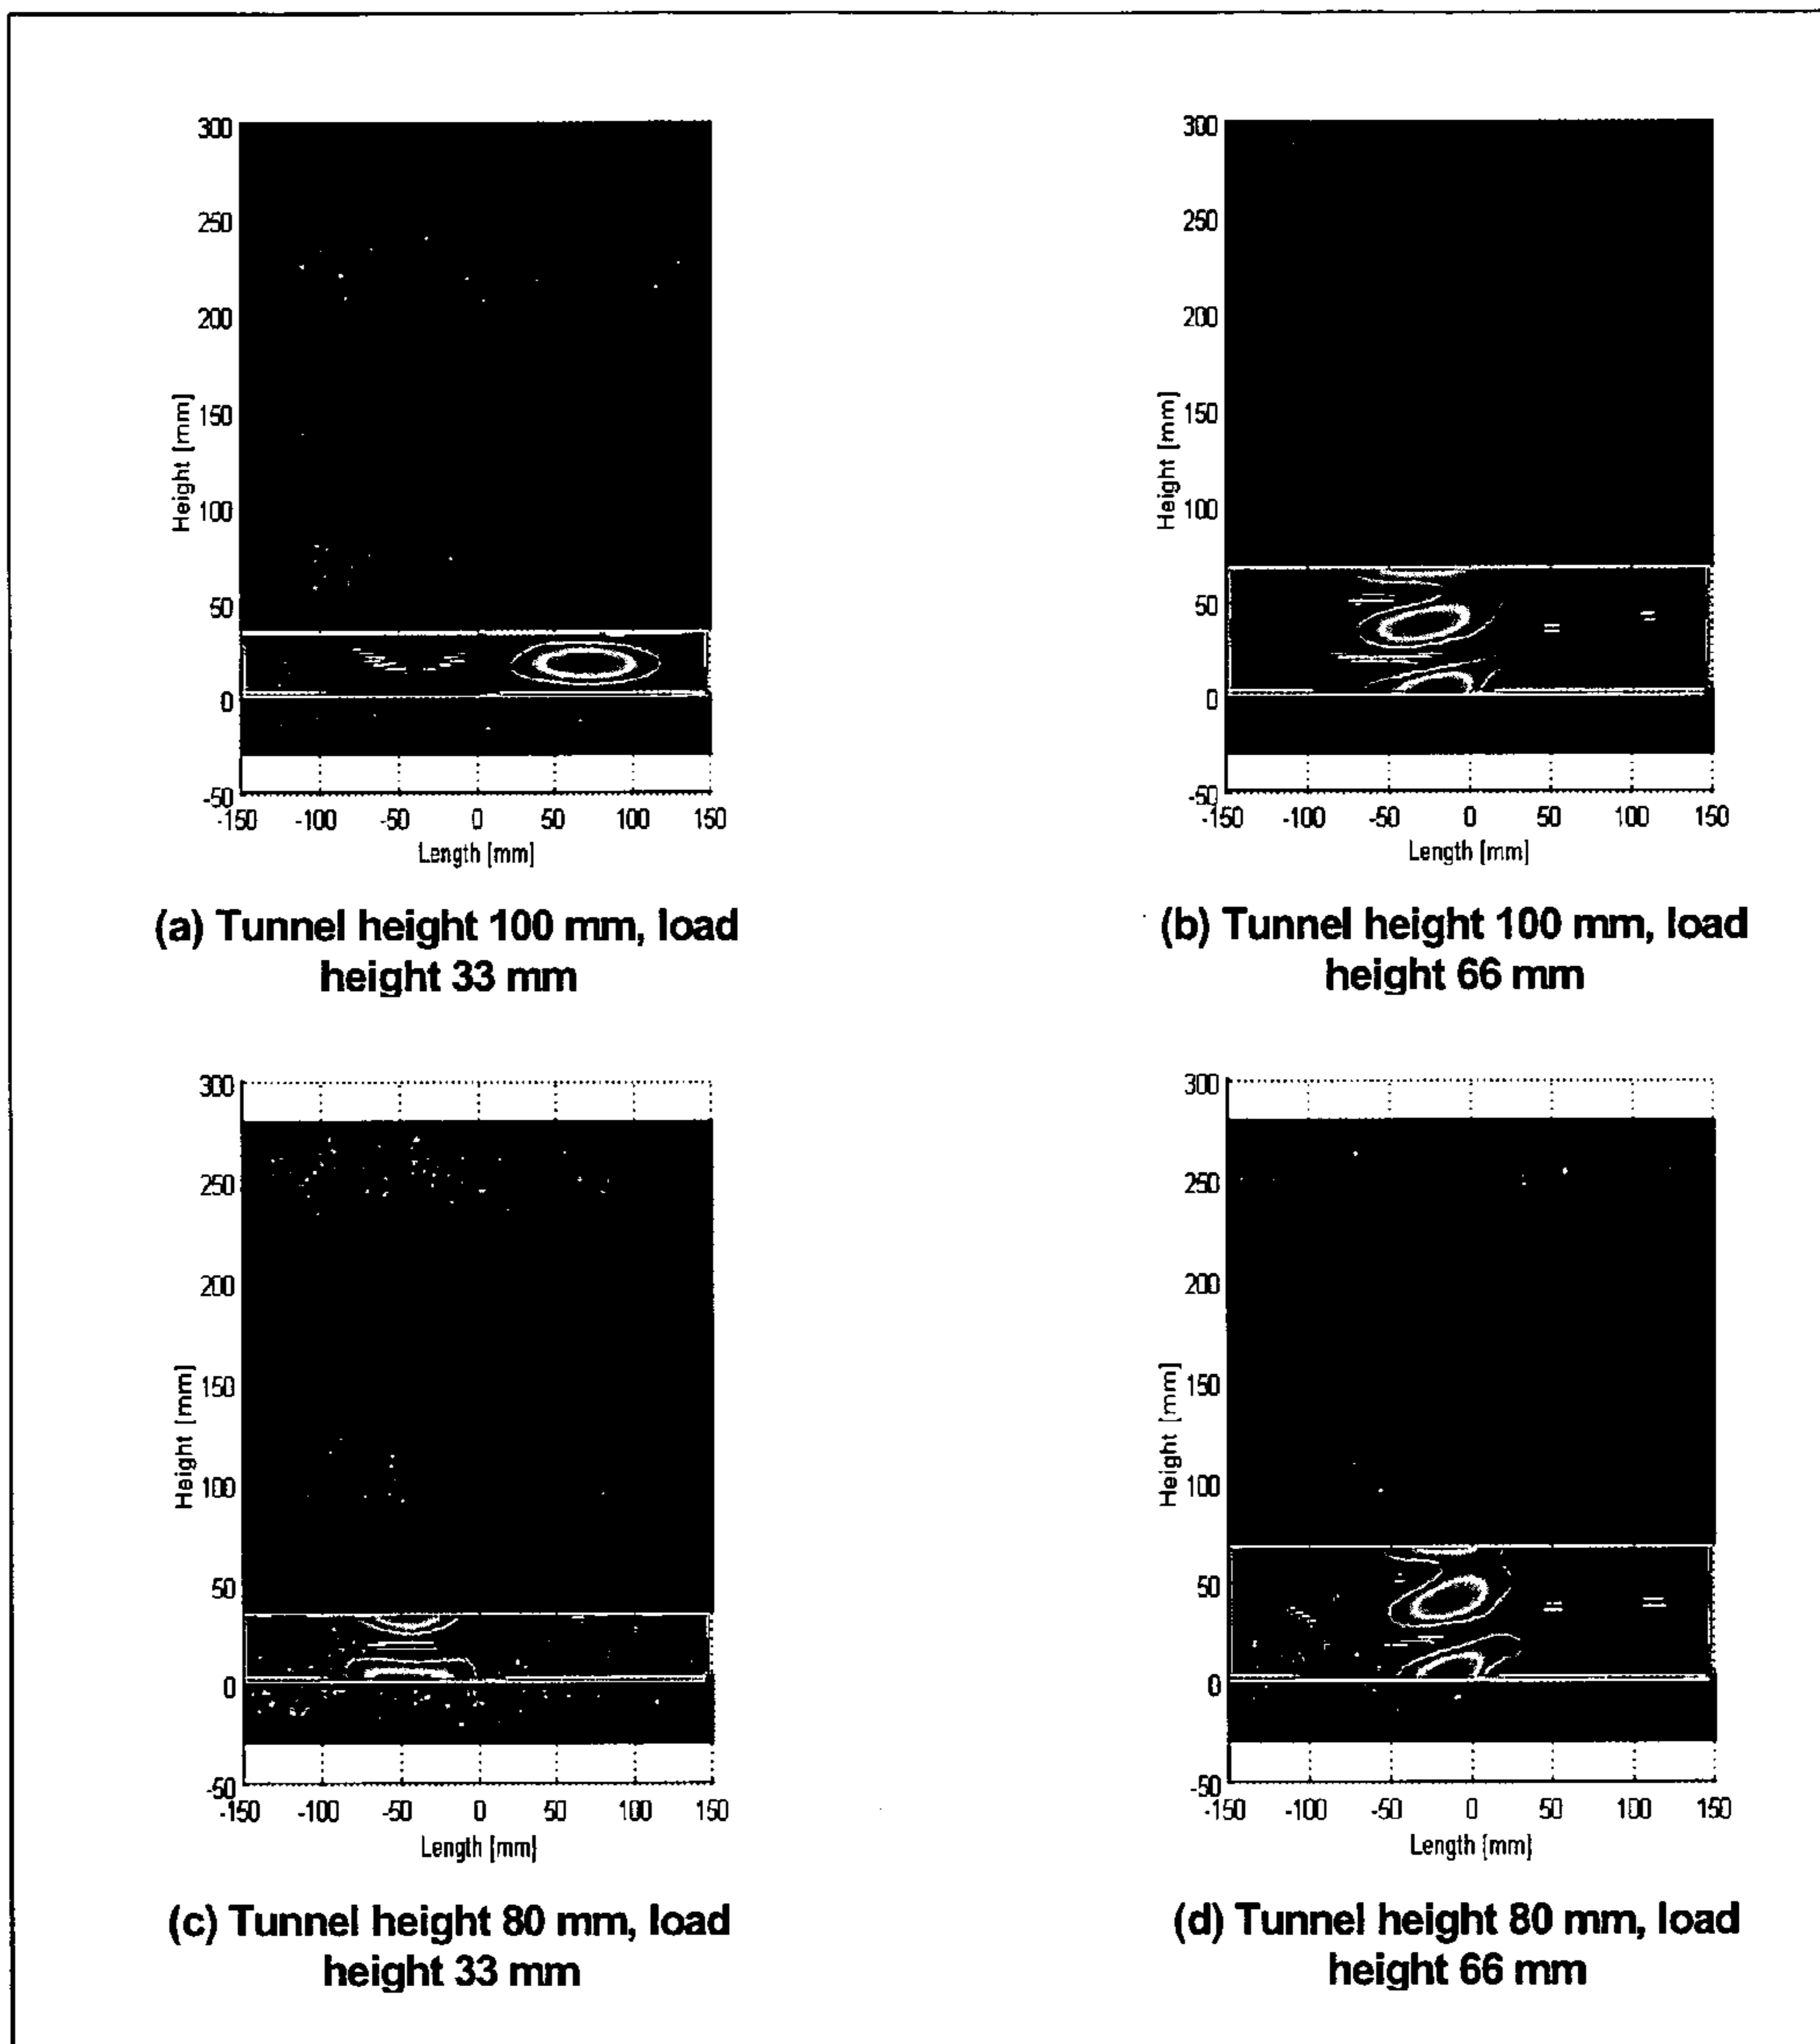 300
250
200
150
100
50
0
-50
Height [mm]
-150 -100 -50 0 50 100 150
Length [mm]
(a) Tunnel height 100 mm, load
height 33 mm
300
250
200
150
100
50
0
-50
Height [mm]
-150 -100 -50 0 50 100 150
Length [mm]
(b) Tunnel height 100 mm, load
height 66 mm
300
250
200
150
100
50
0
-50
Height [mm]
-150 -100 -50 0 50 100 150
Length [mm]
(c) Tunnel height 80 mm, load
height 33 mm
300
250
200
150
100
50
0
-50
Height [mm]
-150 -100 -50 0 50 100 150
Length [mm]
(d) Tunnel height 80 mm, load
height 66 mm